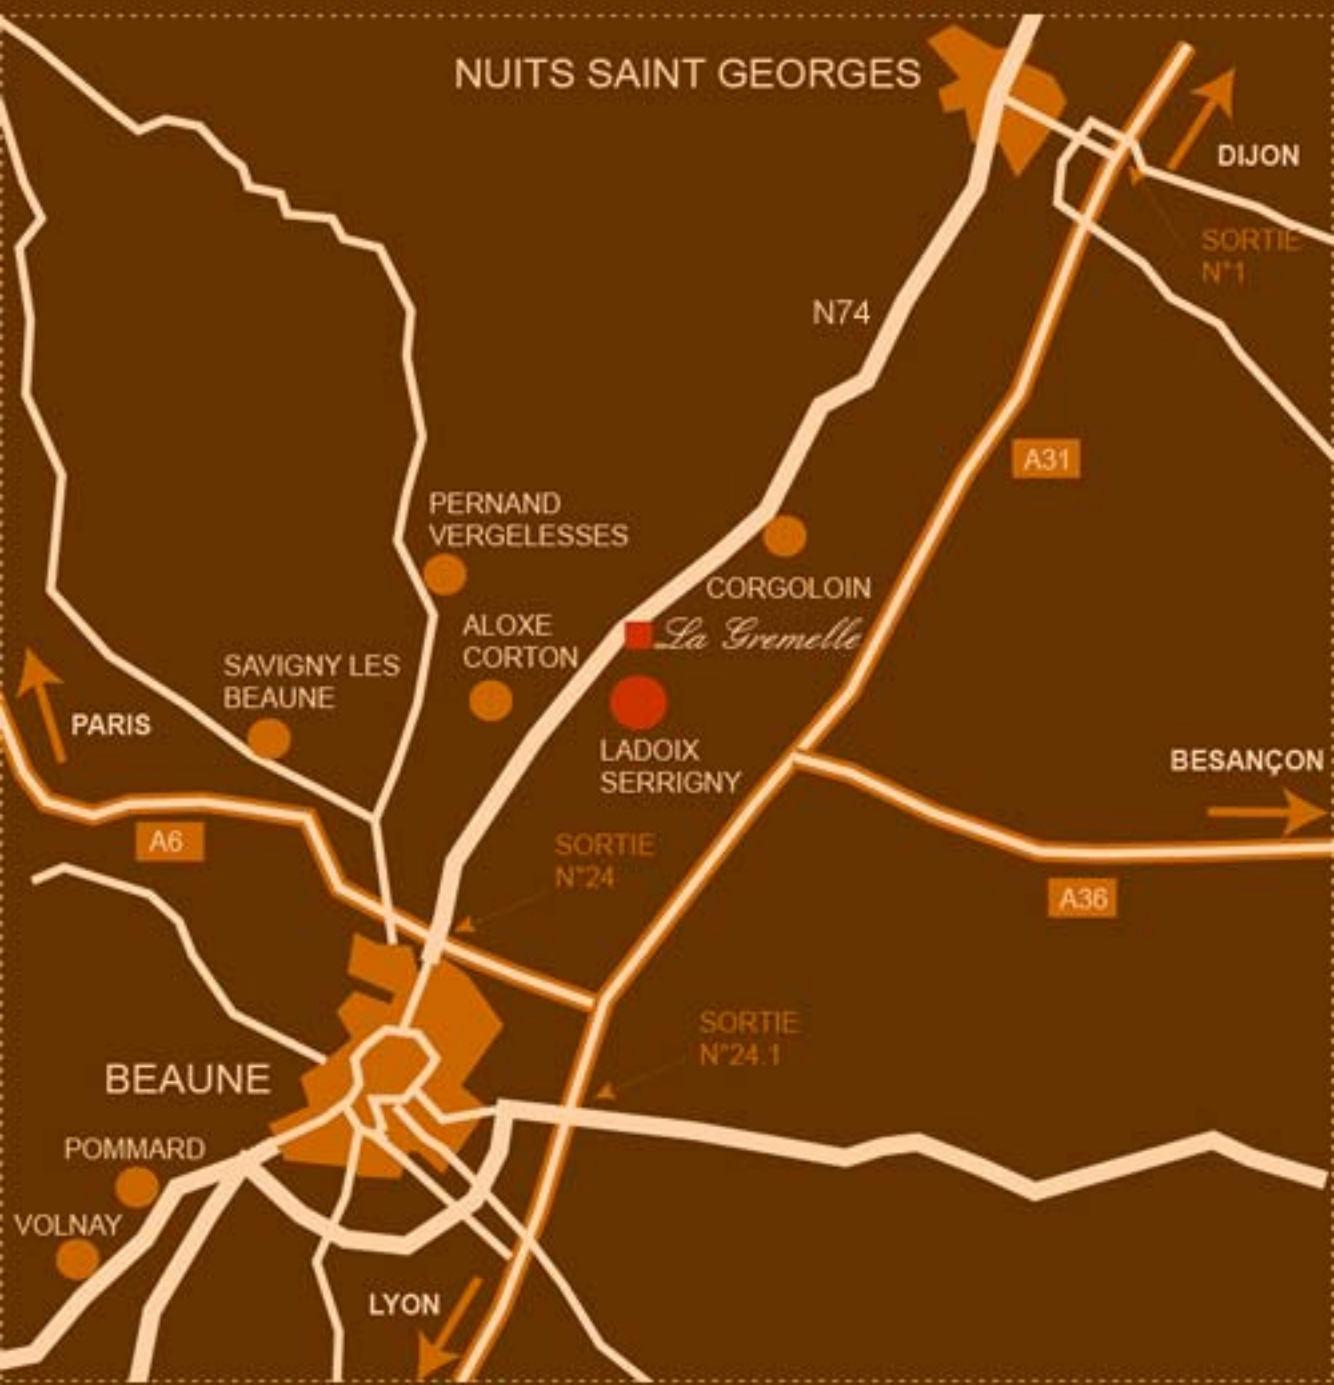 NUITS SAINT GEORGES
DIJON
SORTIE
N°1
N74
A31
PERNAND
VERGELESSES
CORGOLOIN
ALOXE
CORTON
La Gremelle
SAVIGNY LES
BEAUNE
PARIS
LADOIX
SERRIGNY
BESANÇON
A6
SORTIE
N°24
A36
SORTIE
N°24.1
BEAUNE
POMMARD
VOLNAY
LYON